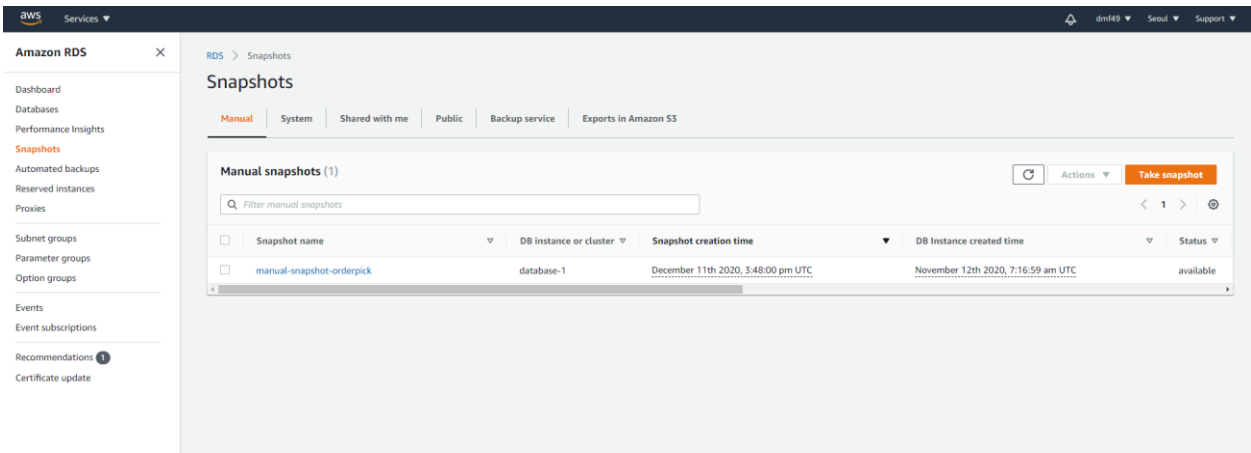 aws Services ▼ dmf49 ▼ Seoul ▼ Support ▼
Amazon RDS
Dashboard
Databases
Performance Insights
Snapshots
Automated backups
Reserved instances
Proxies
Subnet groups
Parameter groups
Option groups
Events
Event subscriptions
Recommendations 1
Certificate update
RDS > Snapshots
Snapshots
Manual System Shared with me Public Backup service Exports in Amazon S3
Manual snapshots (1) Actions ▼ Take snapshot
Filter manual snapshots < 1 >
Snapshot name DB instance or cluster Snapshot creation time DB Instance created time Status
manual-snapshot-orderpick database-1 December 11th 2020, 3:48:00 pm UTC November 12th 2020, 7:16:59 am UTC available